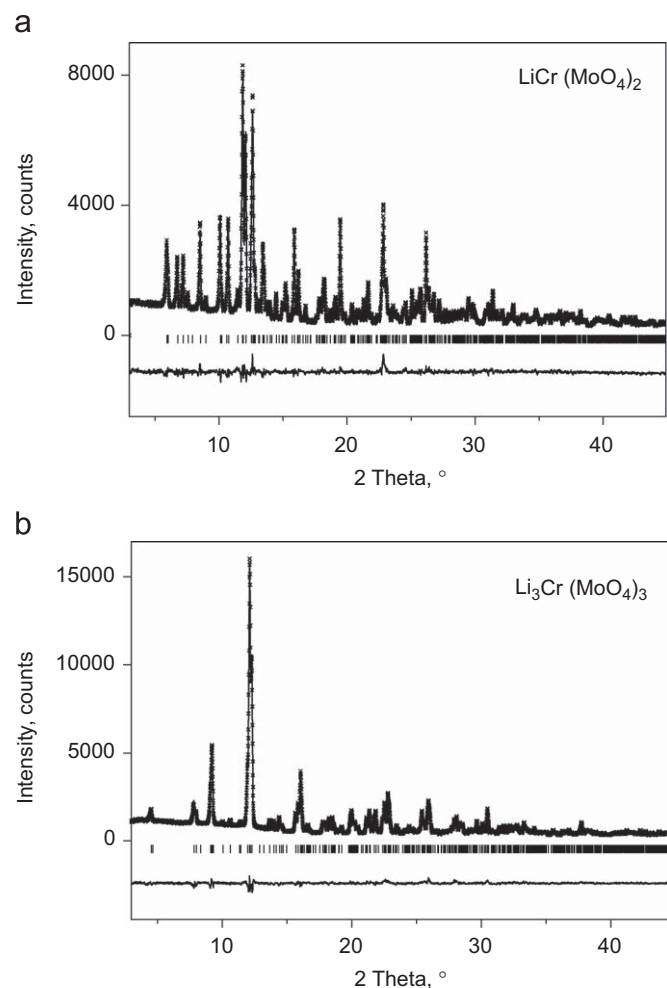 a
LiCr (MoO₄)₂
8000
4000
0
Intensity, counts
10 20 30 40
2 Theta, °
b
Li₃Cr (MoO₄)₃
15000
10000
5000
0
Intensity, counts
10 20 30 40
2 Theta, °